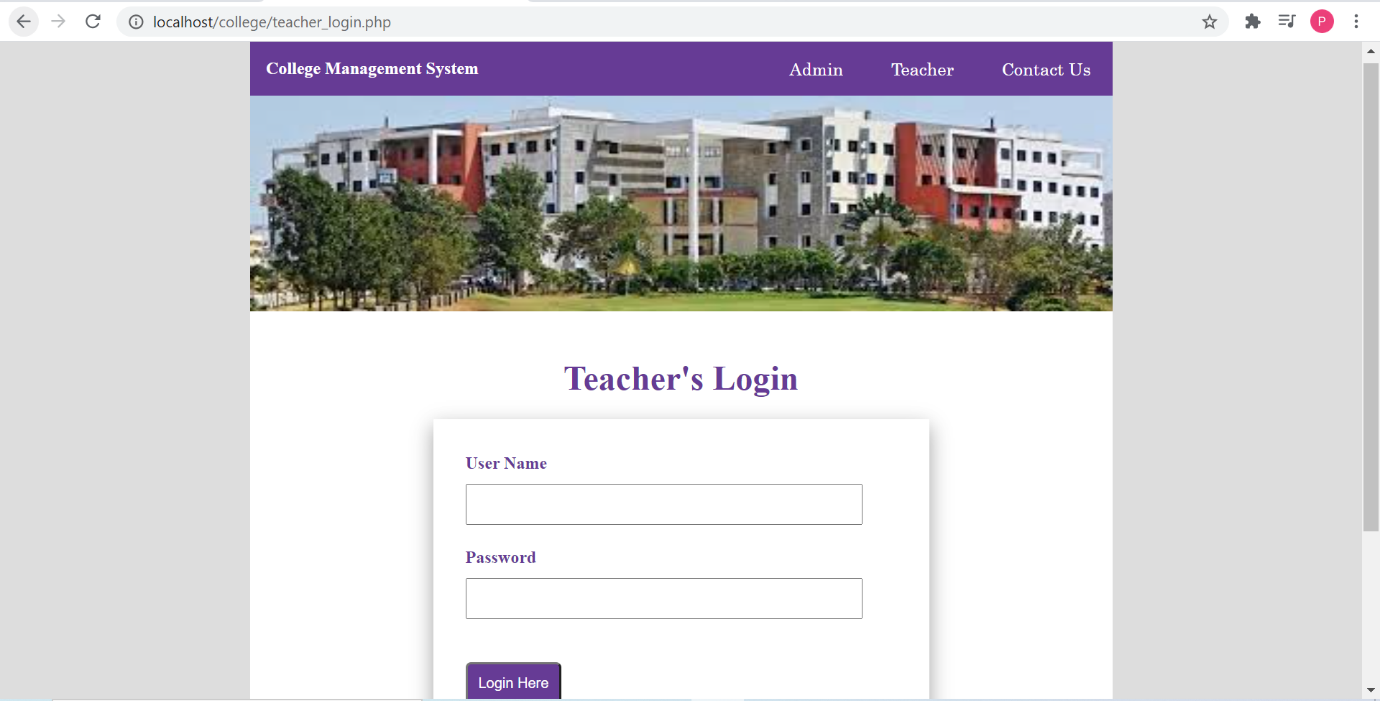 localhost/college/teacher_login.php
P
College Management System
Admin Teacher Contact Us
Teacher's Login
User Name
Password
Login Here